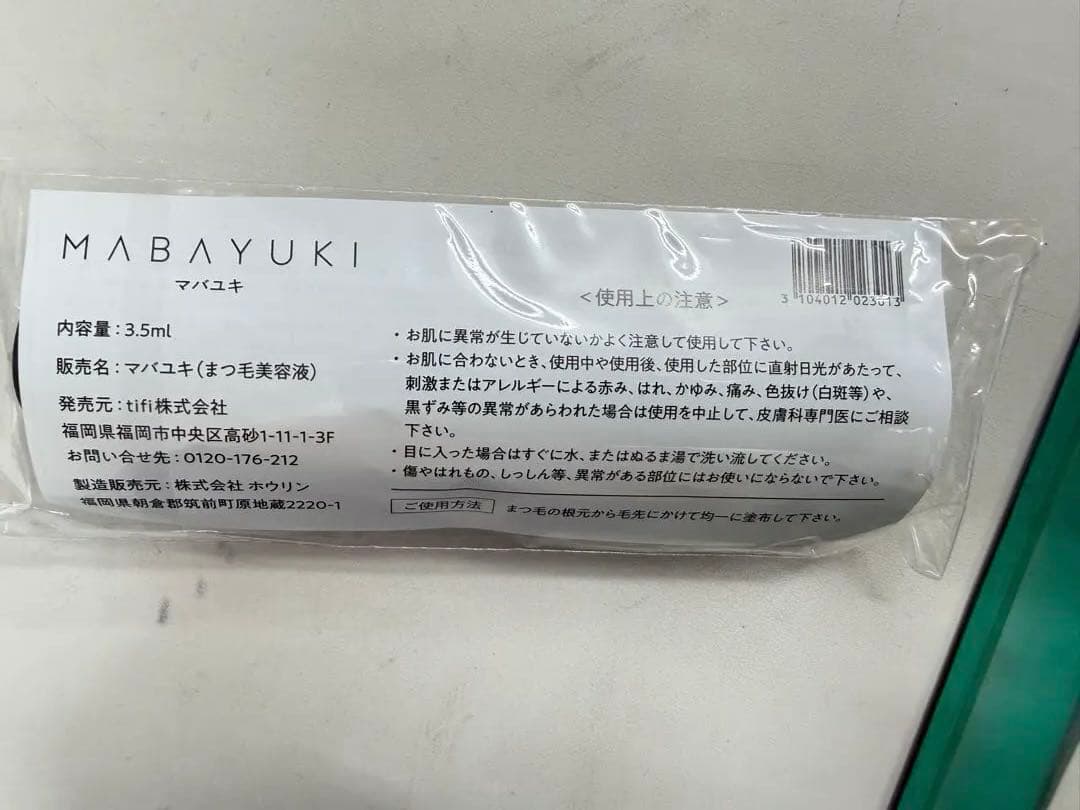 MABAYUKI
マバユキ
内容量：3.5ml
販売名：マバユキ（まつ毛美容液）
発売元：tifi株式会社
福岡県福岡市中央区高砂1-11-1-3F
お問い合せ先：0120-176-212
製造販売元：株式会社 ホウリン
福岡県朝倉郡筑前町原地蔵2220-1
＜使用上の注意＞
3 104012 023013
・お肌に異常が生じていないかよく注意して使用して下さい。
・お肌に合わないとき、使用中や使用後、使用した部位に直射日光があたって、
刺激またはアレルギーによる赤み、はれ、かゆみ、痛み、色抜け（白斑等）や、
黒ずみ等の異常があらわれた場合は使用を中止して、皮膚科専門医にご相談
下さい。
・目に入った場合はすぐに水、またはぬるま湯で洗い流してください。
・傷やはれもの、しっしん等、異常がある部位にはお使いにならないで下さい。
ご使用方法 まつ毛の根元から毛先にかけて均一に塗布して下さい。